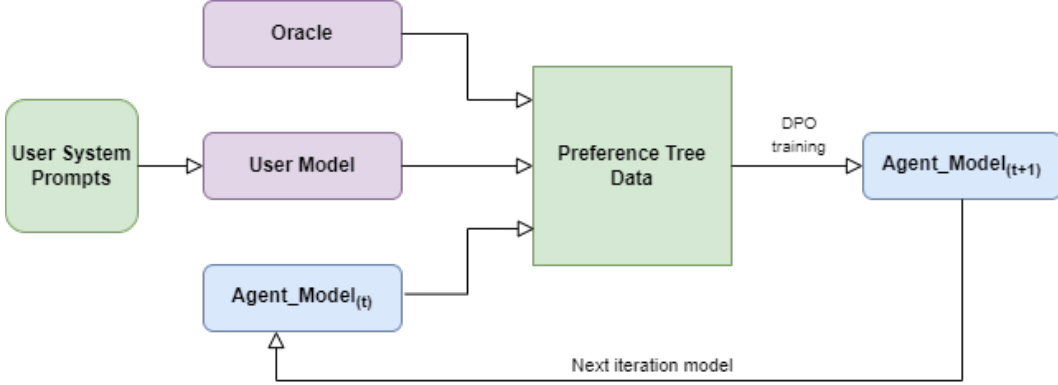 Oracle
User System
Prompts
User Model
Preference Tree
Data
DPO
training
Agent_Model(t+1)
Agent_Model(t)
Next iteration model